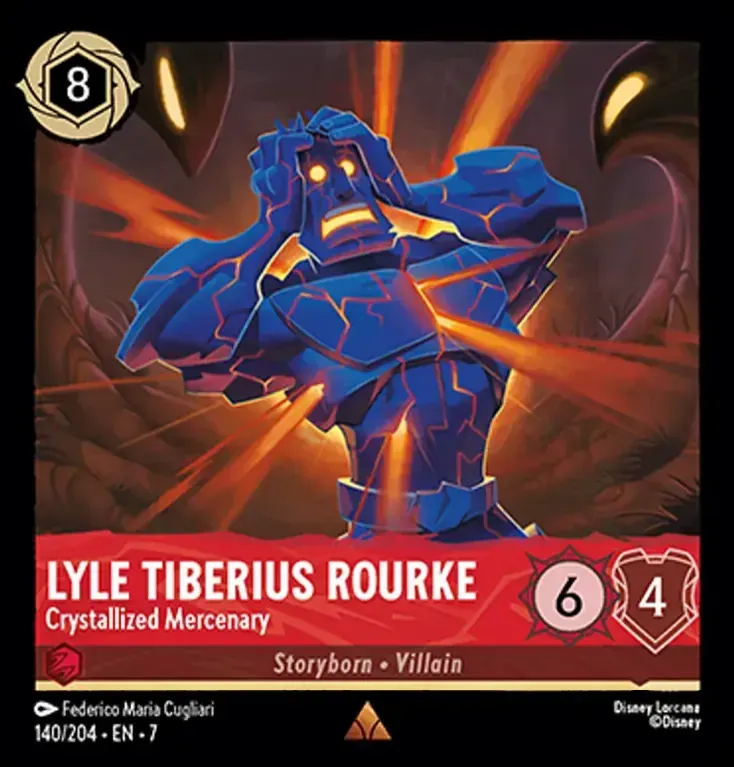 8
LYLE TIBERIUS ROURKE
Crystallized Mercenary
6
4
Storyborn • Villain
Federico Maria Cugliari
140/204 • EN • 7
Disney Lorcana
©Disney